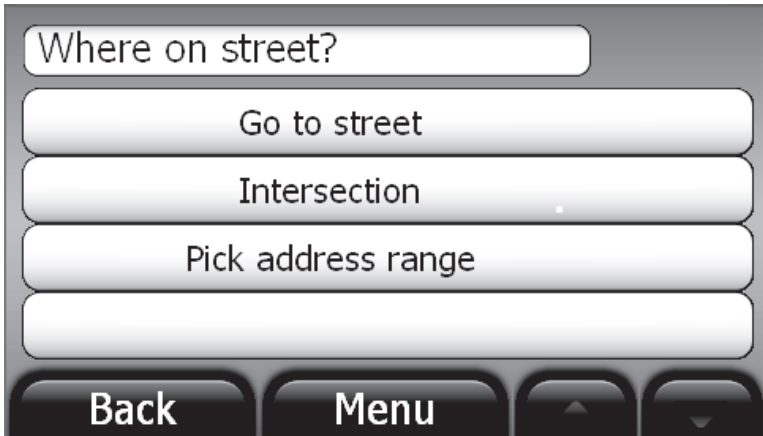 Where on street?
Go to street
Intersection
Pick address range
Back Menu